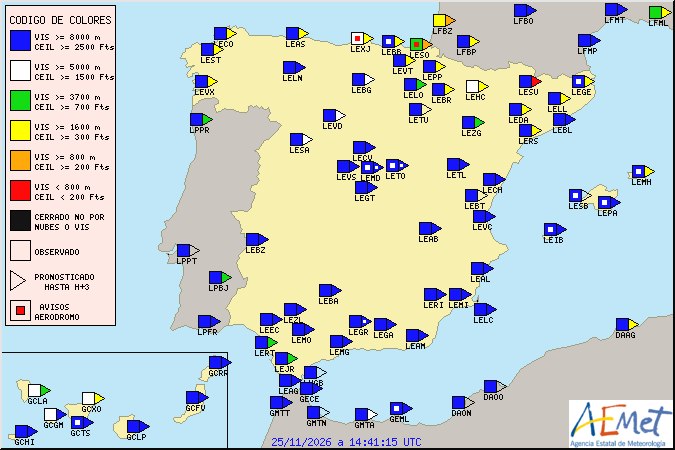 CODIGO DE COLORES
VIS >= 8000 m
CEIL >= 2500 Fts
VIS >= 5000 m
CEIL >= 1500 Fts
VIS >= 3700 m
CEIL >= 700 Fts
VIS >= 1600 m
CEIL >= 300 Fts
VIS >= 800 m
CEIL >= 200 Fts
VIS < 800 m
CEIL < 200 Fts
CERRADO NO POR
NUBES O VIS
OBSERVADO
PRONOSTICADO
HASTA H+3
AVISOS
AERODROMO
LFBO
LFMT
LFML
LFBZ
LECO
LEAS
LEXJ
LEBB
LESO
LFBP
LFMP
LEST
LEVT
LEPP
LELN
LEBG
LEVX
LELO
LEBR
LEHC
LESU
LEGE
LELL
LPPR
LEVD
LETU
LEZG
LEDA
LEBL
LERS
LESA
LECV
LEVS
LEMD
LETO
LETL
LEGT
LECH
LEMH
LEBT
LESB
LEPA
LEVC
LEAB
LEIB
LEBZ
LPPT
LEAL
LPBJ
LEBA
LERI
LEMI
LEZL
LELC
LPFR
LEEC
LEMO
LEGR
LEGA
DAAG
LERT
LEMG
LEAM
LEJR
GCRR
LEAG
LXGB
GECE
DAOO
GCLA
GCXO
GCFV
GMTT
GEML
DAON
GCGM
GMTN
GMTA
GCTS
GCLP
GCHI
25/11/2026 a 14:41:15 UTC
AEMet
Agencia Estatal de Meteorología